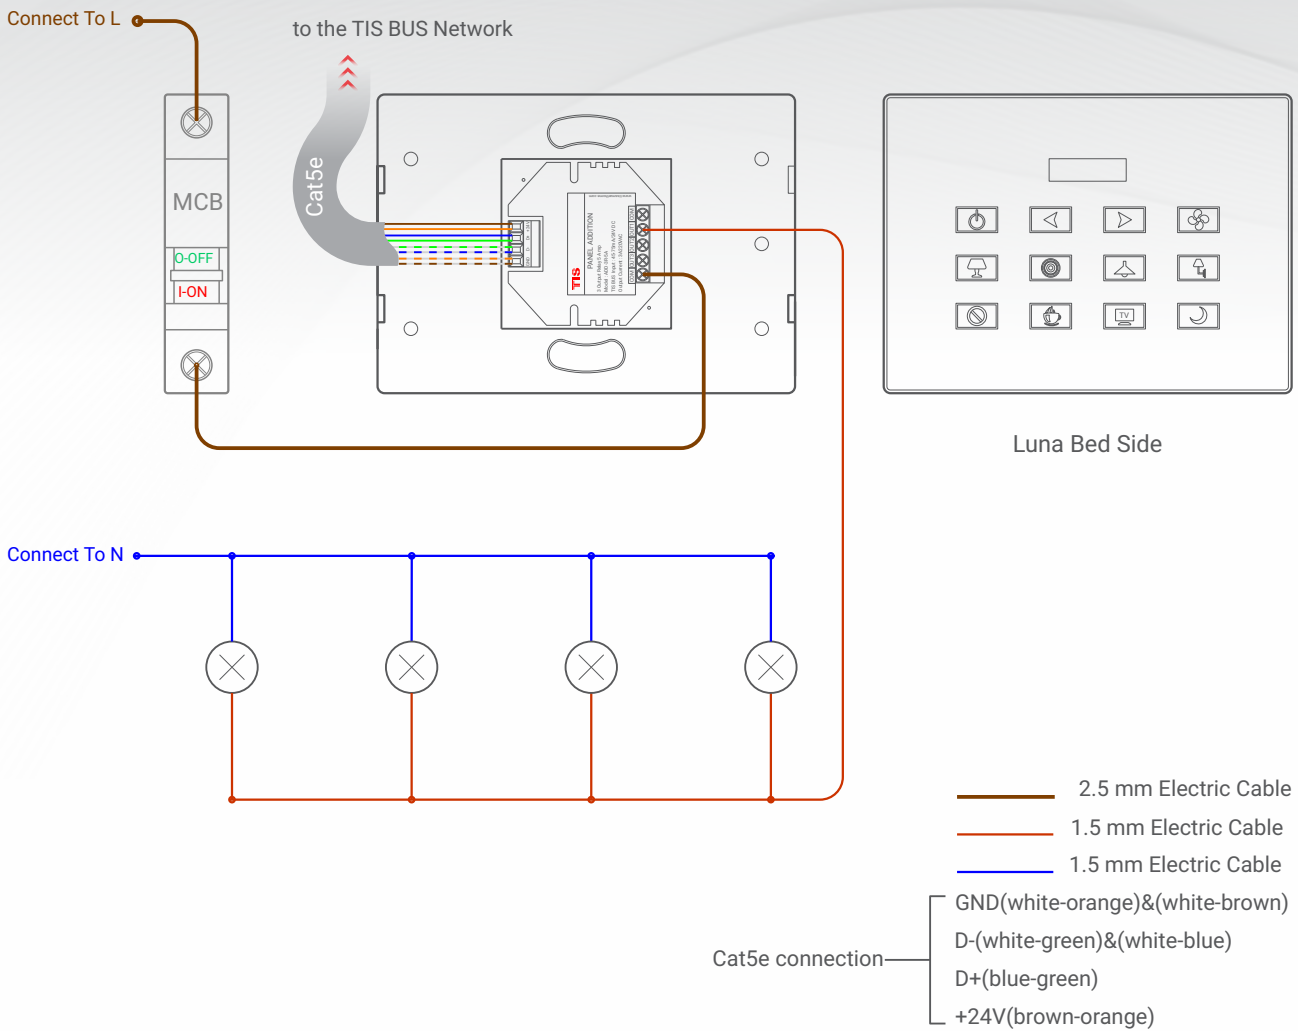 Connect To L
to the TIS BUS Network
Cat5e
MCB
O-OFF
I-ON
TIS
PANEL ADDITION
Luna Bed Side
TV
Connect To N
2.5 mm Electric Cable
1.5 mm Electric Cable
1.5 mm Electric Cable
Cat5e connection
GND(white-orange)&(white-brown)
D-(white-green)&(white-blue)
D+(blue-green)
+24V(brown-orange)